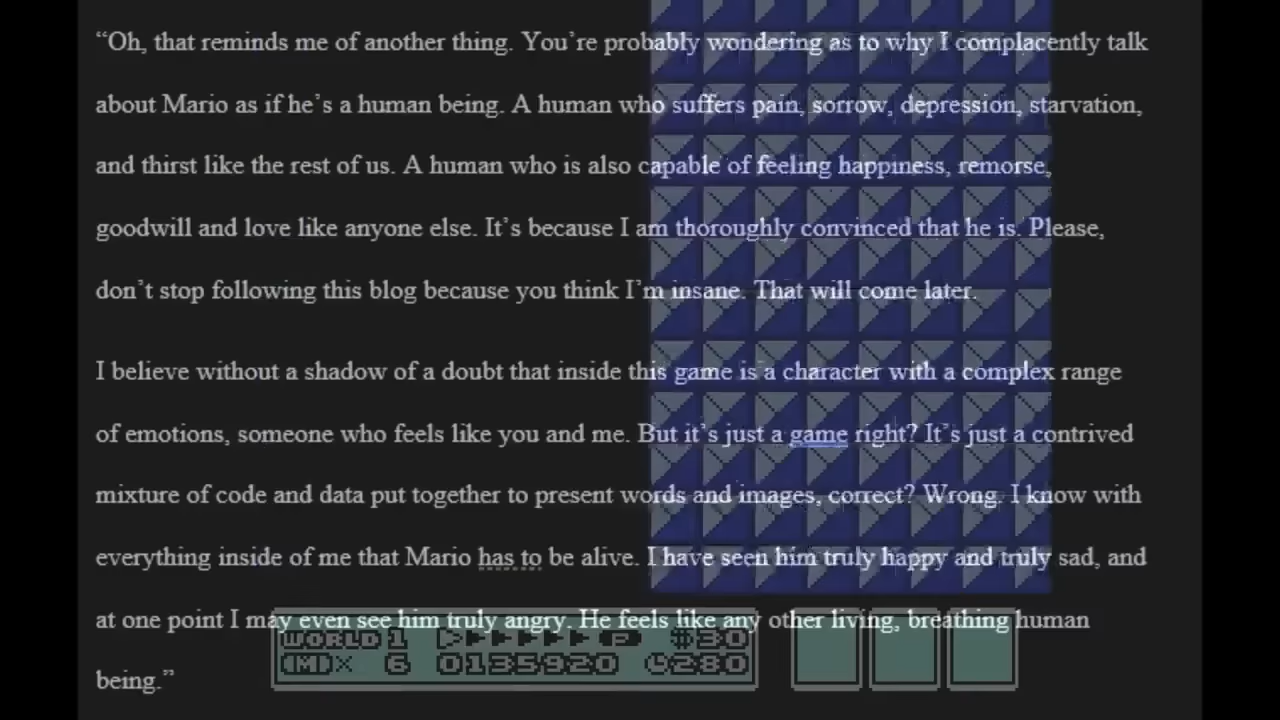 “Oh, that reminds me of another thing. You’re probably wondering as to why I complacently talk
about Mario as if he’s a human being. A human who suffers pain, sorrow, depression, starvation,
and thirst like the rest of us. A human who is also capable of feeling happiness, remorse,
goodwill and love like anyone else. It’s because I am thoroughly convinced that he is. Please,
don’t stop following this blog because you think I’m insane. That will come later.
I believe without a shadow of a doubt that inside this game is a character with a complex range
of emotions, someone who feels like you and me. But it’s just a game right? It’s just a contrived
mixture of code and data put together to present words and images, correct? Wrong. I know with
everything inside of me that Mario has to be alive. I have seen him truly happy and truly sad, and
at one point I may even see him truly angry. He feels like any other living, breathing human
being.”
WORLD 1 P $30
M× 6 0135920 280